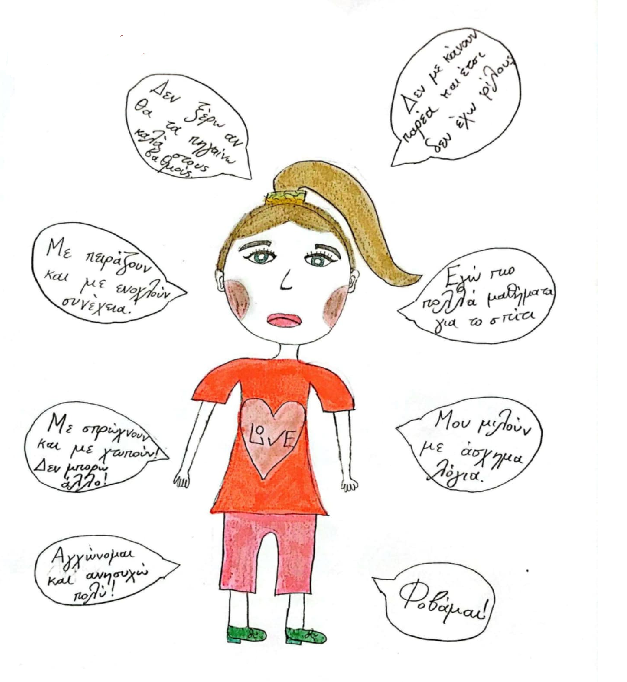 Δεν ξέρω αν
θα τα πηγαίνω
καλά στους
βαθμούς.
Δεν με κάνουν
παρέα και έτσι
δεν έχω φίλους
Με πειράζουν
και με ενοχλούν
συνέχεια.
Εχω πιο
πολλά μαθήματα
για το σπίτι
LOVE
Με σπρώχνουν
και με χτυπούν!
Δεν μπορώ
άλλο!
Μου μιλούν
με άσχημα
λόγια.
Αγχώνομαι
και ανησυχώ
πολύ!
Φοβάμαι!